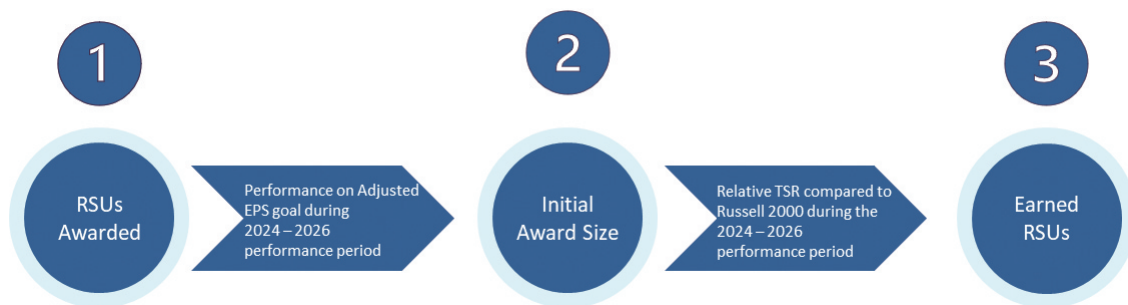 1
2
3
RSUs
Awarded
Performance on Adjusted
EPS goal during
2024 – 2026
performance period
Initial
Award Size
Relative TSR compared to
Russell 2000 during the
2024 – 2026
performance period
Earned
RSUs